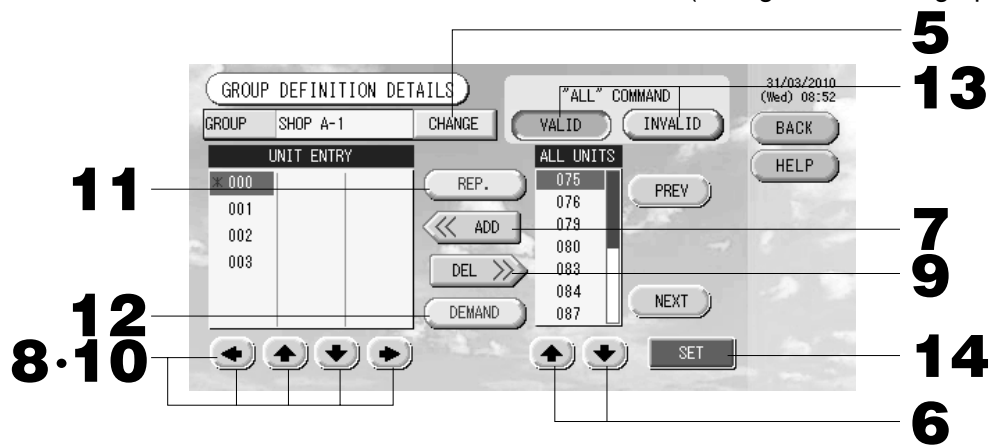 5
GROUP DEFINITION DETAILS
"ALL" COMMAND
31/03/2010
(Wed) 08:52
13
GROUP SHOP A-1 CHANGE
VALID INVALID
BACK
UNIT ENTRY
ALL UNITS
HELP
11
* 000
REP.
075
PREV
001
076
002
ADD
079
7
003
080
DEL
083
9
084
12
DEMAND
087
NEXT
8·10
SET
14
6